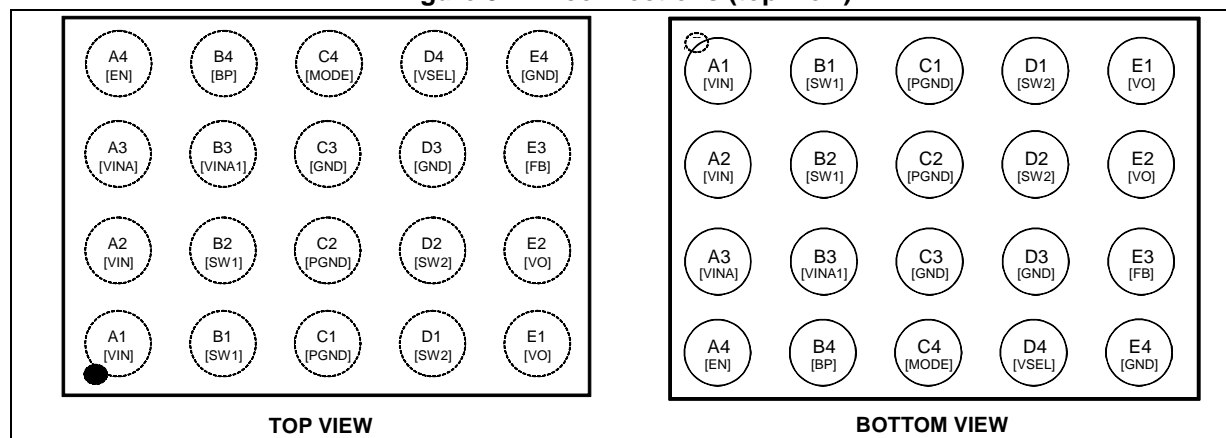 A4 B4 C4 D4 E4
[EN] [BP] [MODE] [VSEL] [GND]
A3 B3 C3 D3 E3
[VINA] [VINA1] [GND] [GND] [FB]
A2 B2 C2 D2 E2
[VIN] [SW1] [PGND] [SW2] [VO]
A1 B1 C1 D1 E1
[VIN] [SW1] [PGND] [SW2] [VO]
TOP VIEW
A1 B1 C1 D1 E1
[VIN] [SW1] [PGND] [SW2] [VO]
A2 B2 C2 D2 E2
[VIN] [SW1] [PGND] [SW2] [VO]
A3 B3 C3 D3 E3
[VINA] [VINA1] [GND] [GND] [FB]
A4 B4 C4 D4 E4
[EN] [BP] [MODE] [VSEL] [GND]
BOTTOM VIEW